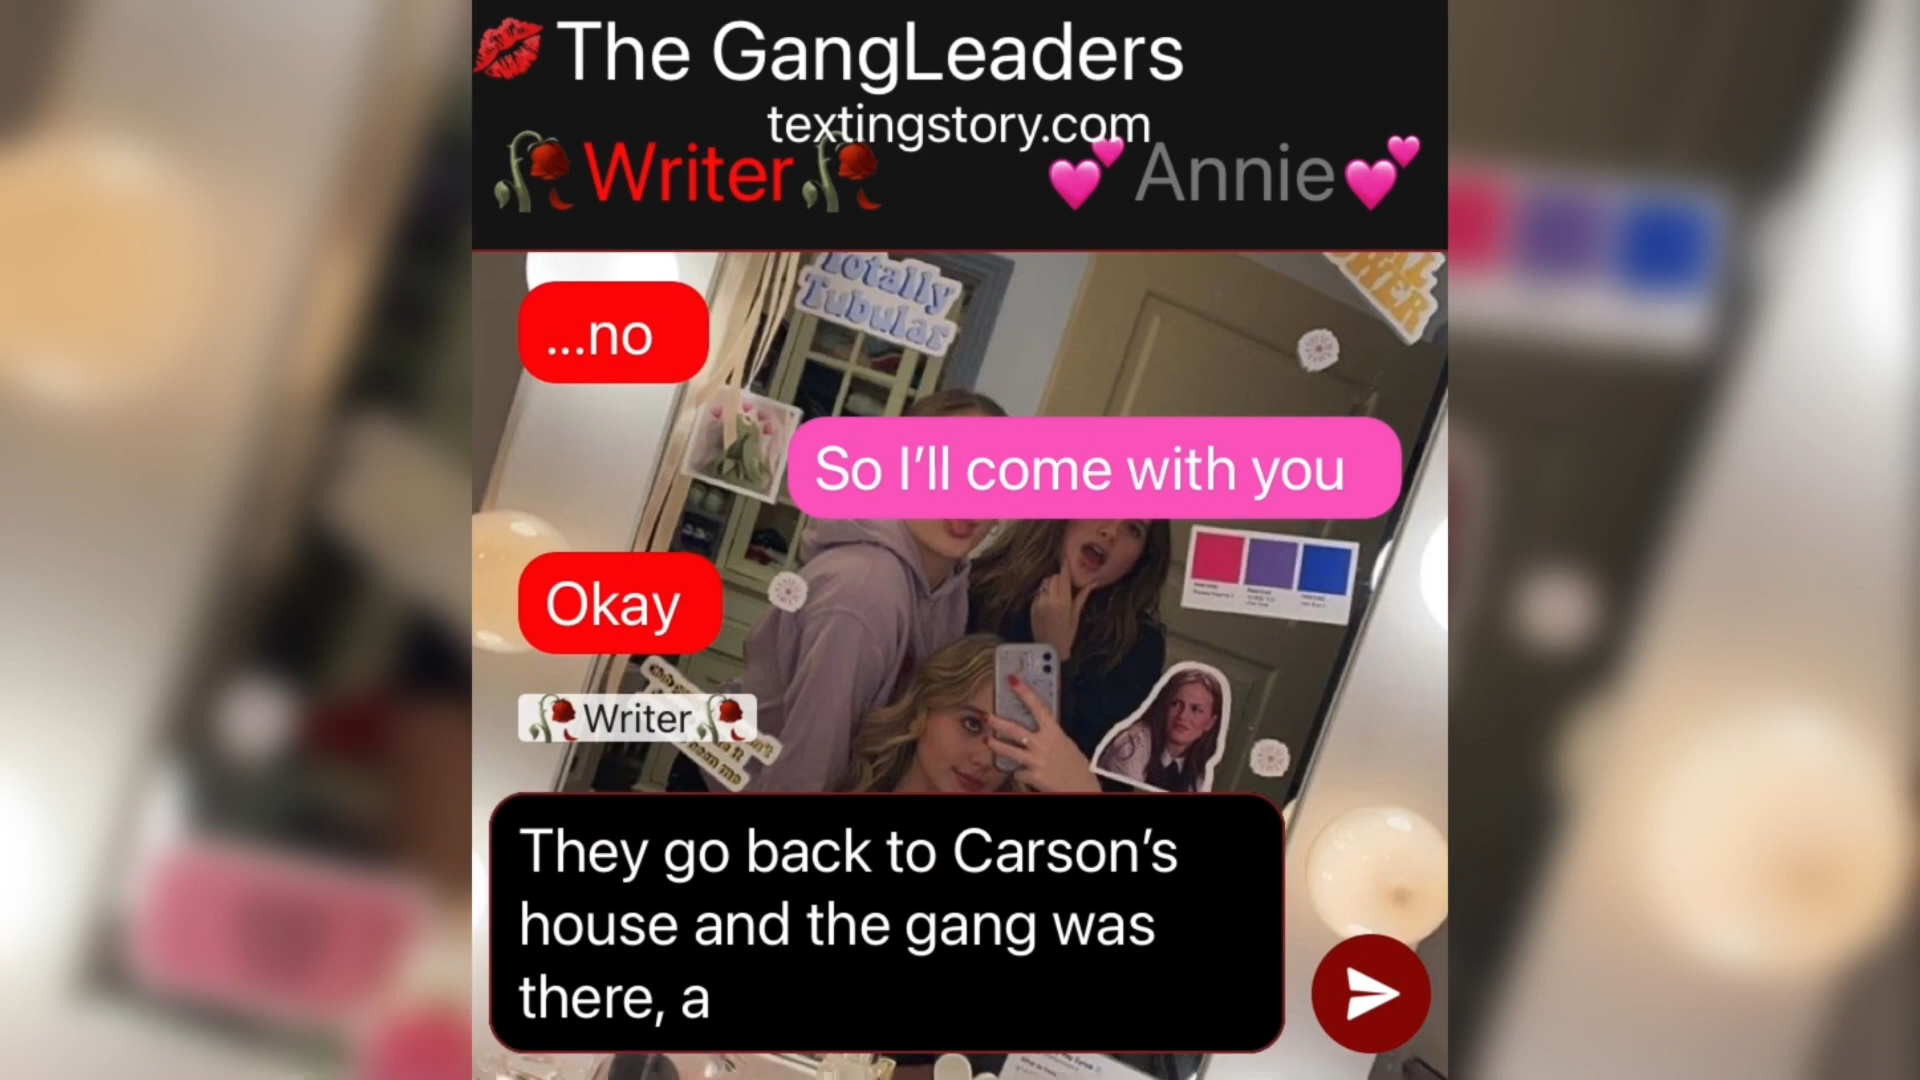 💋The GangLeaders
textingstory.com
🥀Writer🥀
💕Annie💕
Totally
Tubular
...no
So I’ll come with you
Okay
🥀Writer🥀
They go back to Carson’s
house and the gang was
there, a